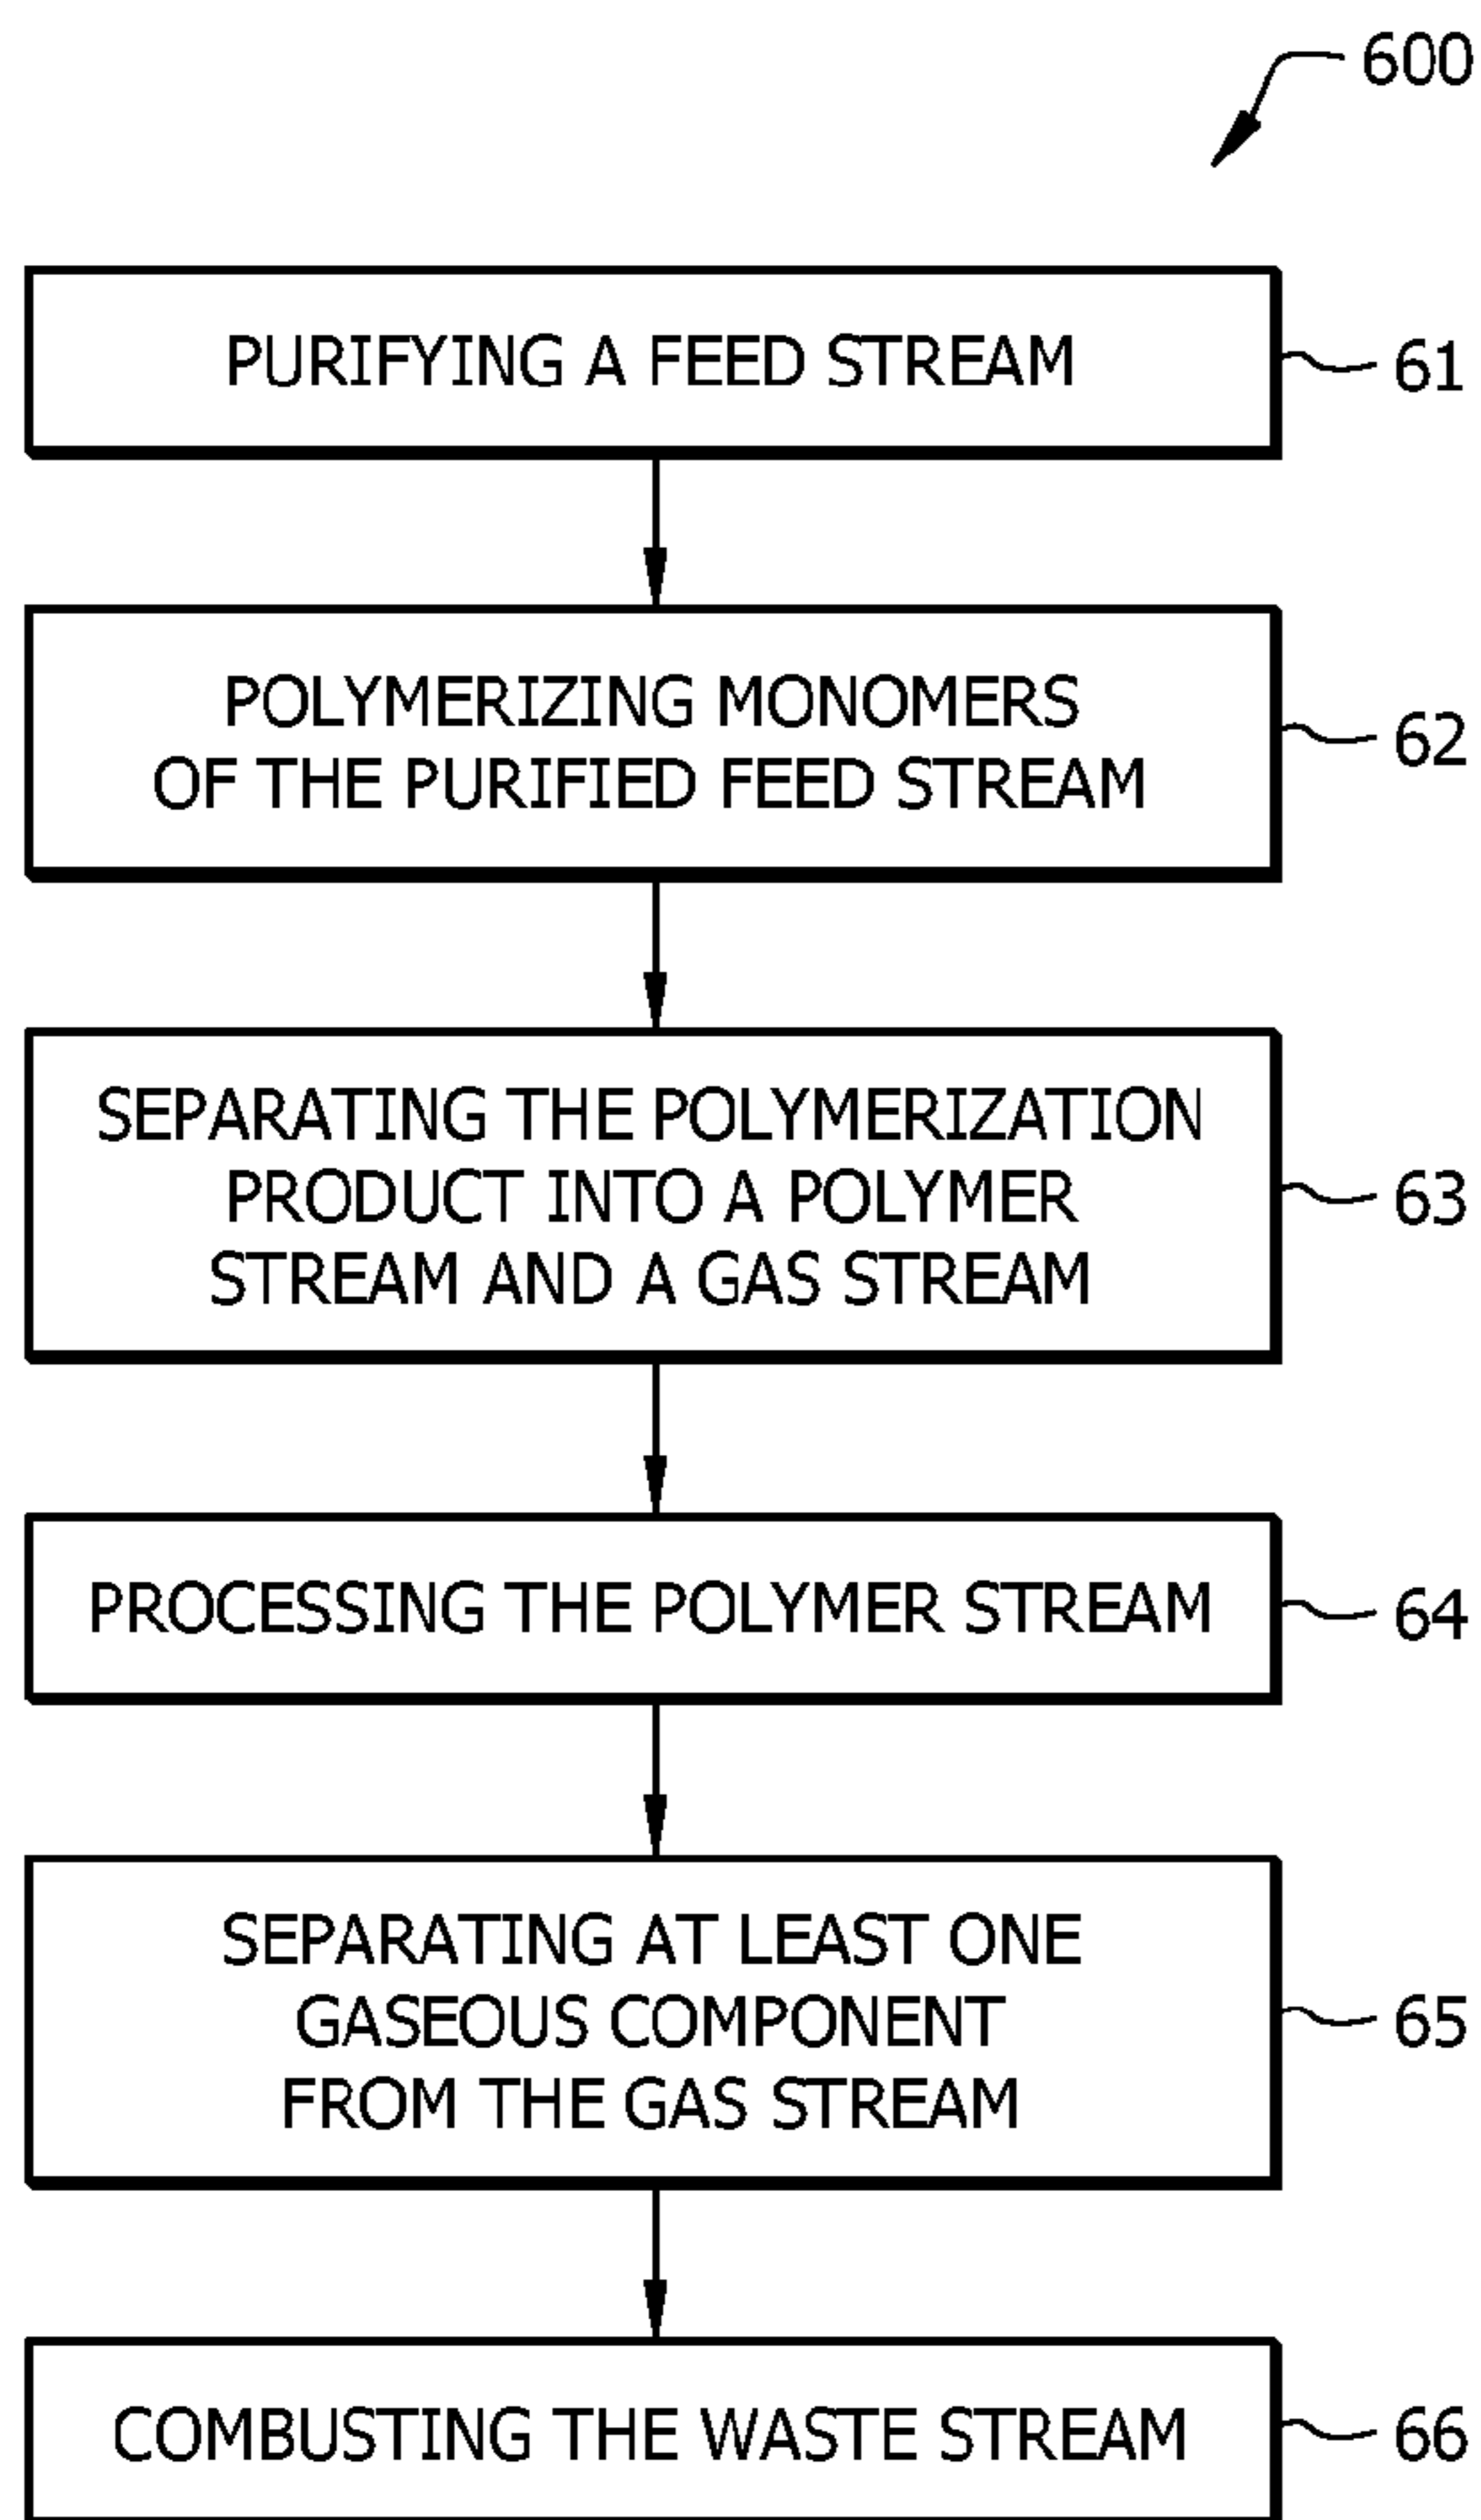 600
PURIFYING A FEED STREAM
61
POLYMERIZING MONOMERS
OF THE PURIFIED FEED STREAM
62
SEPARATING THE POLYMERIZATION
PRODUCT INTO A POLYMER
STREAM AND A GAS STREAM
63
PROCESSING THE POLYMER STREAM
64
SEPARATING AT LEAST ONE
GASEOUS COMPONENT
FROM THE GAS STREAM
65
COMBUSTING THE WASTE STREAM
66